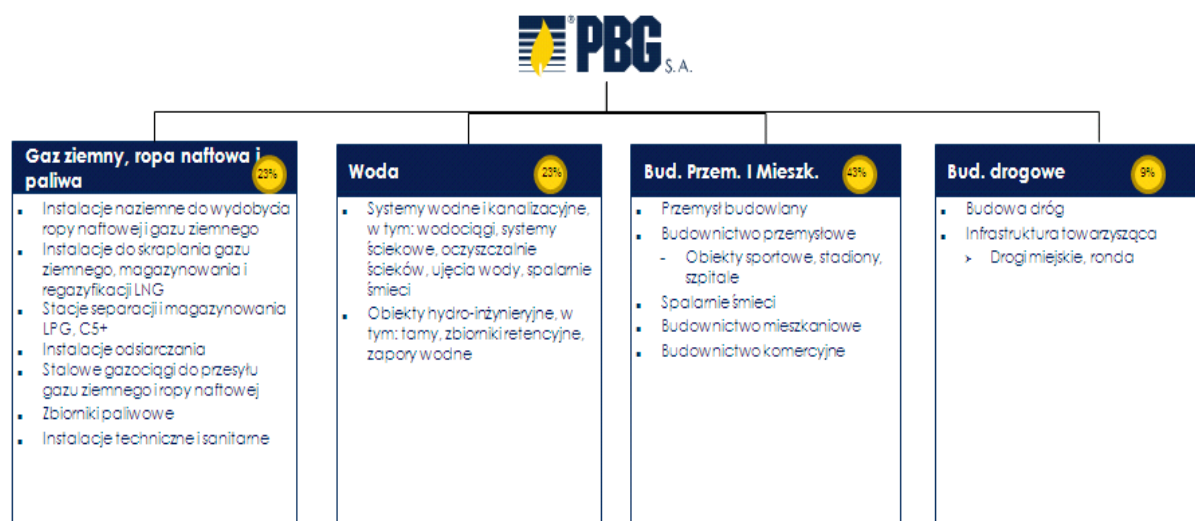 PBG® S.A.
Gaz ziemny, ropa naftowa i
paliwa
23%
Instalacje naziemne do wydobycia
ropy naftowej i gazu ziemnego
Instalacje do skraplania gazu
ziemnego, magazynowania i
regazyfikacji LNG
Stacje separacji i magazynowania
LPG, C5+
Instalacje odsiarczania
Stalowe gazociągi do przesyłu
gazu ziemnego i ropy naftowej
Zbiorniki paliwowe
Instalacje techniczne i sanitarne
Woda
23%
Systemy wodne i kanalizacyjne,
w tym: wodociągi, systemy
ściekowe, oczyszczalnie
ścieków, ujęcia wody, spalarnie
śmieci
Obiekty hydro-inżynieryjne, w
tym: tamy, zbiorniki retencyjne,
zapory wodne
Bud. Przem. I Mieszk.
43%
Przemysł budowlany
Budownictwo przemysłowe
- Obiekty sportowe, stadiony,
szpitale
Spalarnie śmieci
Budownictwo mieszkaniowe
Budownictwo komercyjne
Bud. drogowe
9%
Budowa dróg
Infrastruktura towarzysząca
Drogi miejskie, ronda